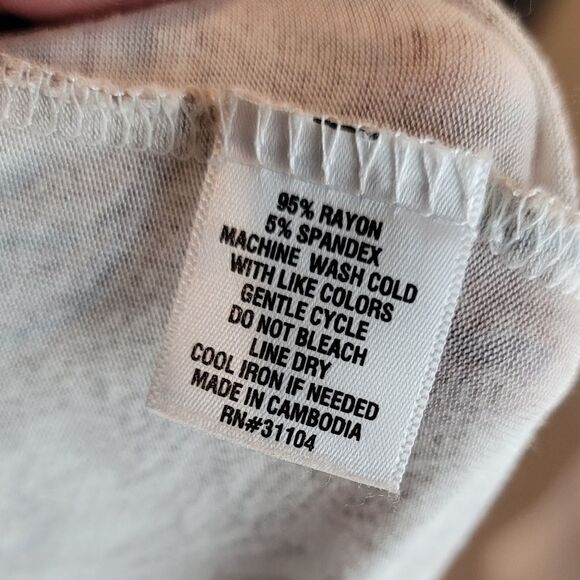 95% RAYON
5% SPANDEX
MACHINE WASH COLD
WITH LIKE COLORS
GENTLE CYCLE
DO NOT BLEACH
LINE DRY
COOL IRON IF NEEDED
MADE IN CAMBODIA
RN#31104